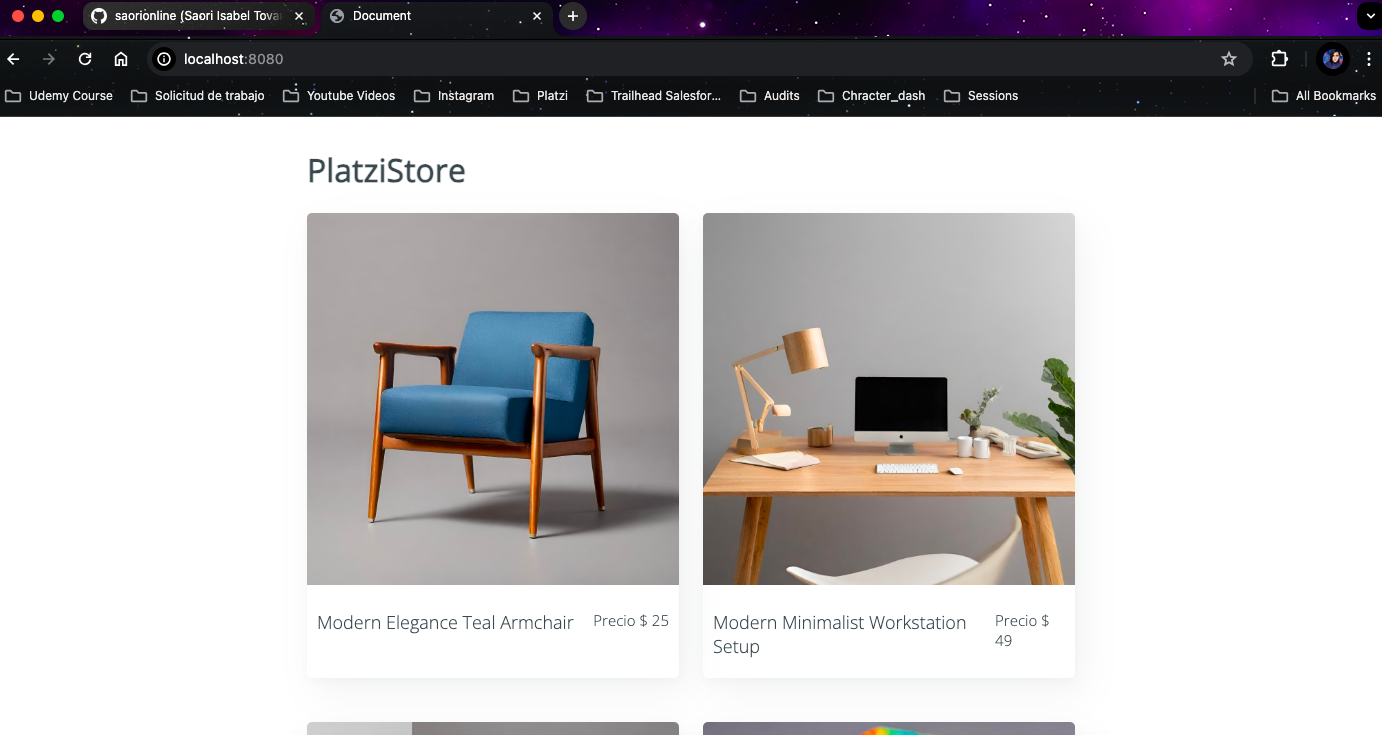 saorionline (Saori Isabel Tova
Document
localhost:8080
Udemy Course
Solicitud de trabajo
Youtube Videos
Instagram
Platzi
Trailhead Salesfor...
Audits
Chracter_dash
Sessions
All Bookmarks
PlatziStore
Modern Elegance Teal Armchair
Precio $ 25
Modern Minimalist Workstation
Setup
Precio $
49